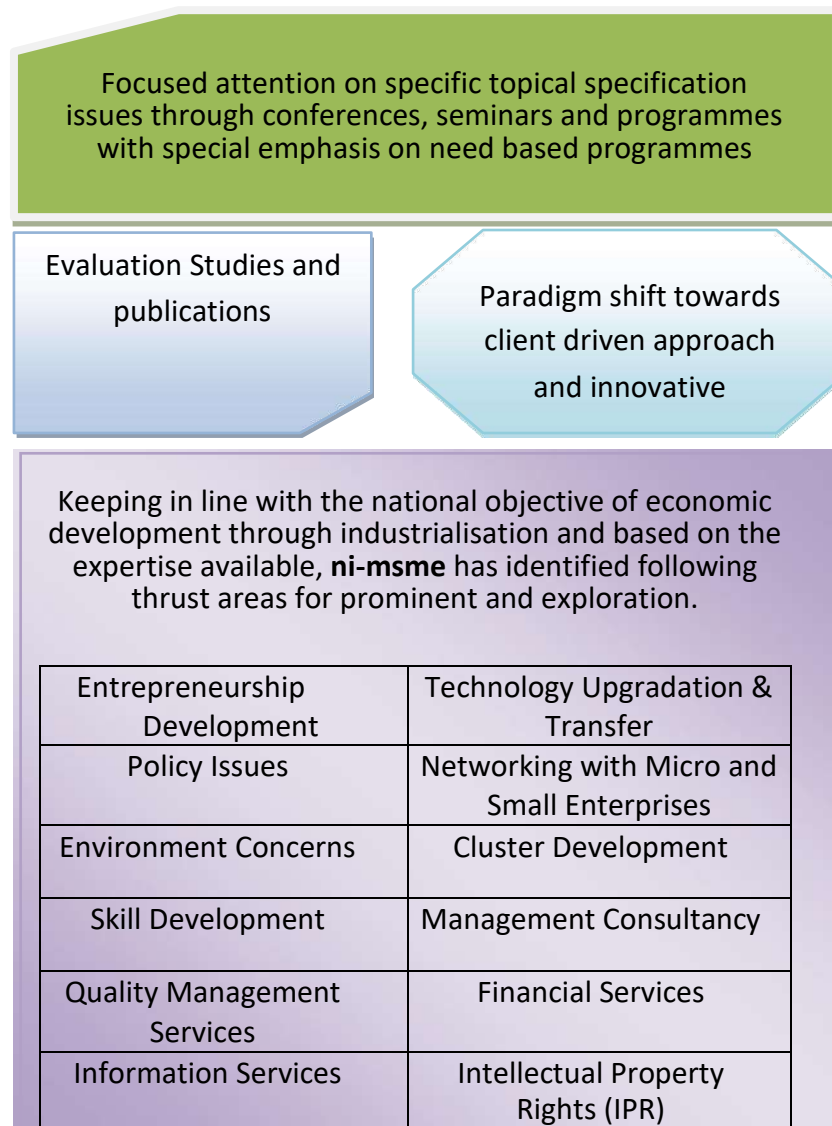 Focused attention on specific topical specification
issues through conferences, seminars and programmes
with special emphasis on need based programmes
Evaluation Studies and
publications
Paradigm shift towards
client driven approach
and innovative
Keeping in line with the national objective of economic
development through industrialisation and based on the
expertise available, ni-msme has identified following
thrust areas for prominent and exploration.
Entrepreneurship
Development
Technology Upgradation &
Transfer
Policy Issues
Networking with Micro and
Small Enterprises
Environment Concerns
Cluster Development
Skill Development
Management Consultancy
Quality Management
Services
Financial Services
Information Services
Intellectual Property
Rights (IPR)